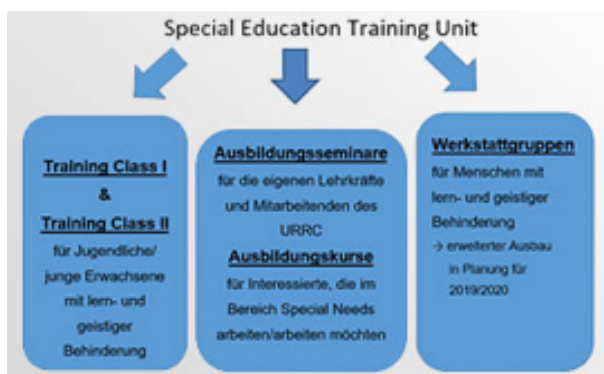 Special Education Training Unit
Training Class I
&
Training Class II
für Jugendliche/
junge Erwachsene
mit lern- und
geistiger
Behinderung
Ausbildungsseminare
für die eigenen Lehrkräfte
und Mitarbeitenden des
URRC
Ausbildungskurse
für Interessierte, die im
Bereich Special Needs
arbeiten/arbeiten möchten
Werkstattgruppen
für Menschen mit
lern- und geistiger
Behinderung
→ erweiterter Ausbau
in Planung für
2019/2020